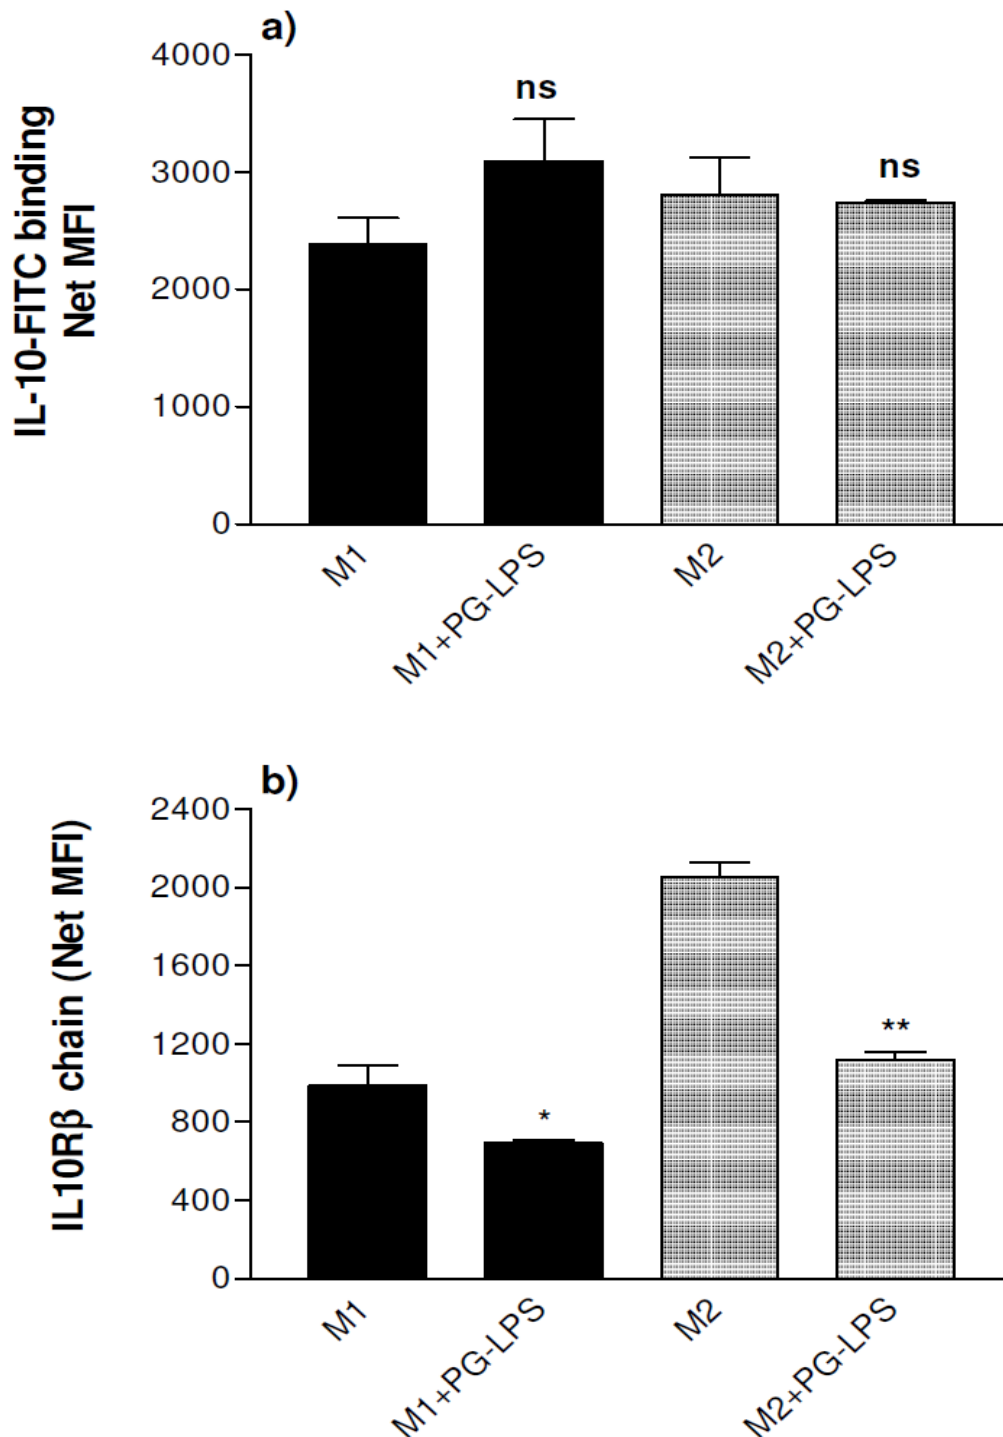 a)
IL-10-FITC binding
Net MFI
4000
3000
2000
1000
0
ns
ns
M1
M1+PG-LPS
M2
M2+PG-LPS
b)
IL10Rβ chain (Net MFI)
2400
2000
1600
1200
800
400
0
*
**
M1
M1+PG-LPS
M2
M2+PG-LPS